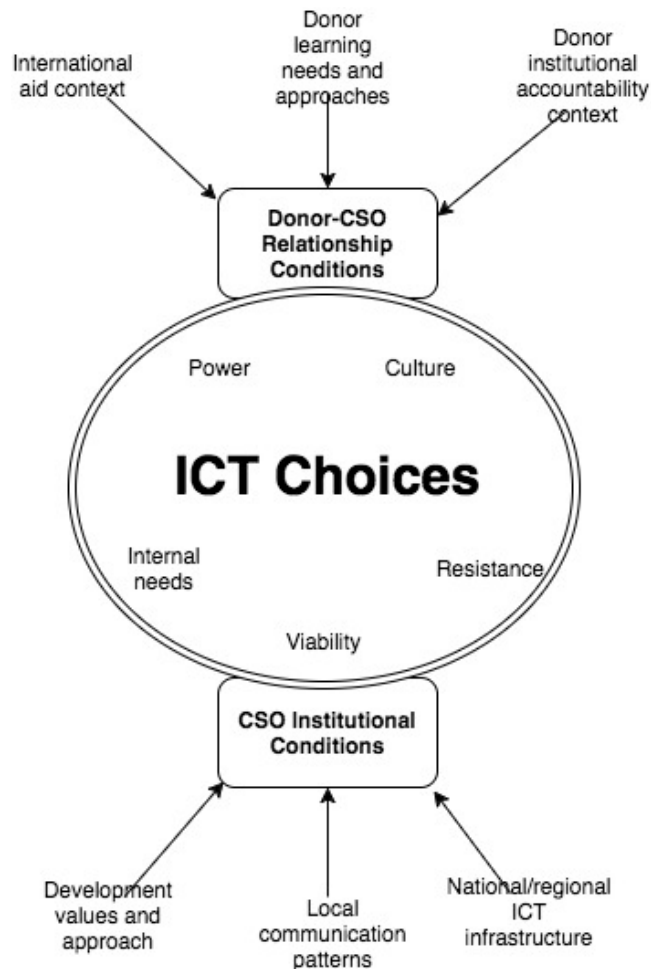 International
aid context
Donor
learning
needs and
approaches
Donor
institutional
accountability
context
Donor-CSO
Relationship
Conditions
Power
Culture
ICT Choices
Internal
needs
Resistance
Viability
CSO Institutional
Conditions
Development
values and
approach
Local
communication
patterns
National/regional
ICT
infrastructure